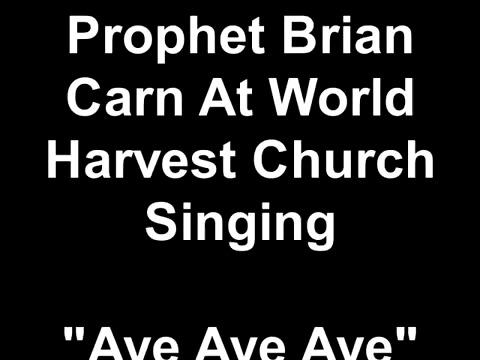 Prophet Brian
Carn At World
Harvest Church
Singing
"Aye Aye Aye"